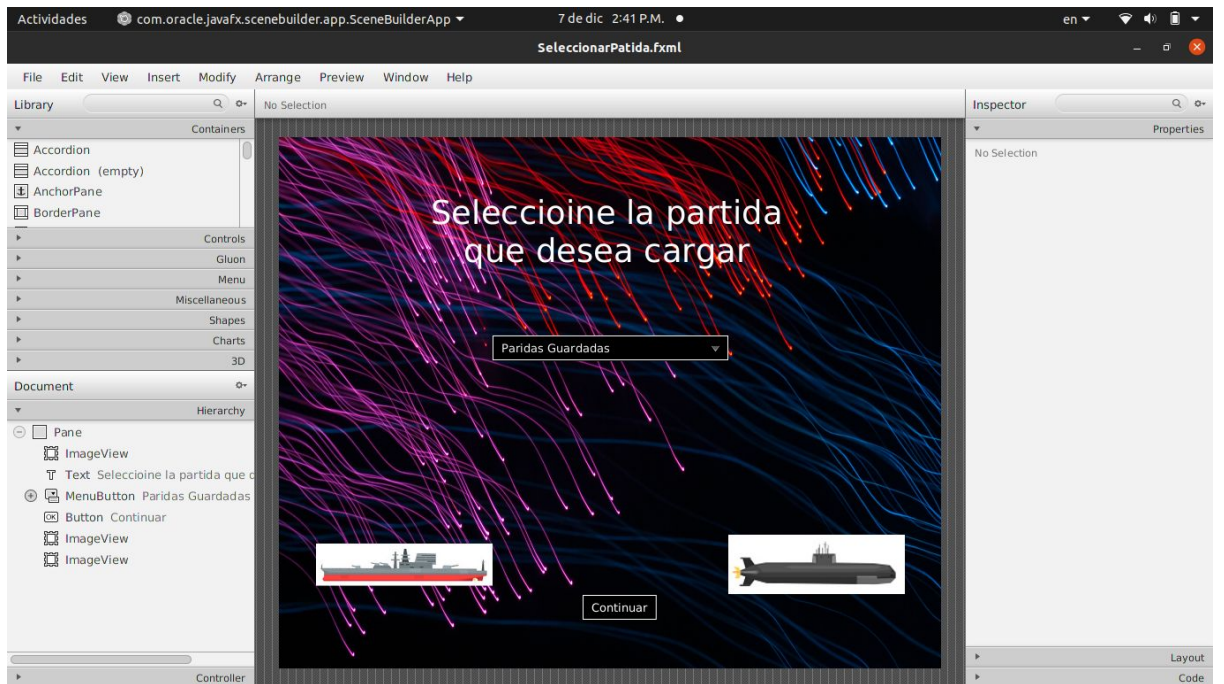 Actividades com.oracle.javafx.scenebuilder.app.SceneBuilderApp 7 de dic 2:41 P.M. en
SeleccionarPatida.fxml
File Edit View Insert Modify Arrange Preview Window Help
Library
No Selection
Inspector
Containers
Properties
Accordion
No Selection
Accordion (empty)
AnchorPane
BorderPane
Controls
Gluon
Menu
Miscellaneous
Shapes
Charts
3D
Document
Hierarchy
Pane
ImageView
Text Seleccioine la partida que
MenuButton Paridas Guardadas
OK Button Continuar
ImageView
ImageView
Controller
Seleccioine la partida
que desea cargar
Paridas Guardadas
Continuar
Layout
Code